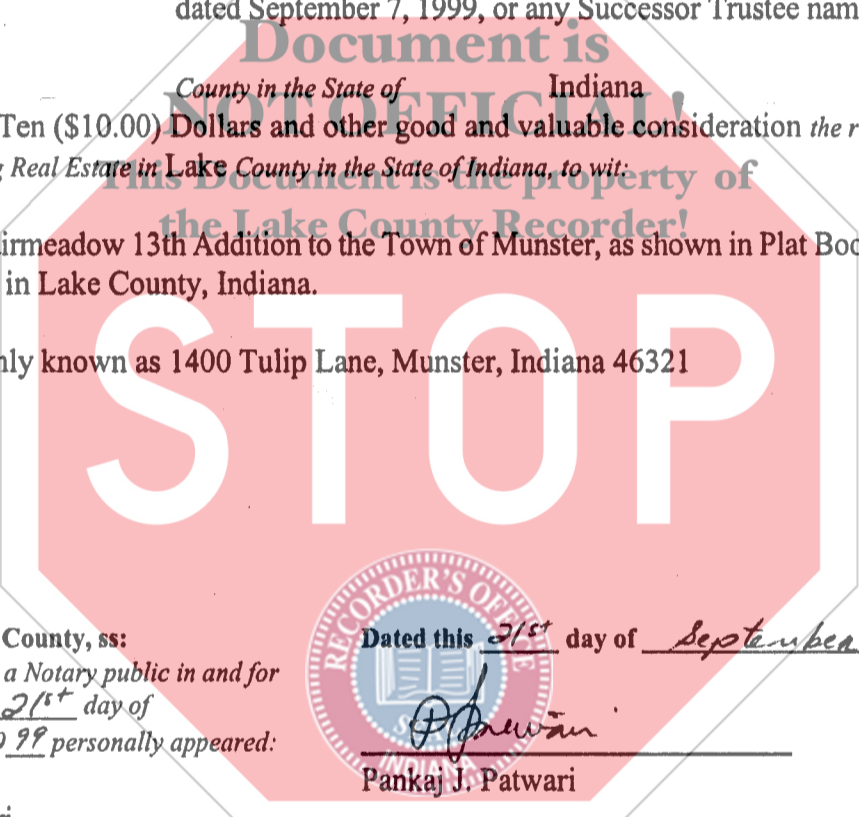 dated September 7, 1999, or any Successor Trustee nam
Document is
County in the State of Indiana
NOT OFFICIAL!
Ten ($10.00) Dollars and other good and valuable consideration the r
Real Estate in Lake County in the State of Indiana, to wit:
This Document is the property of
the Lake County Recorder!
irmeadow 13th Addition to the Town of Munster, as shown in Plat Boo
in Lake County, Indiana.
STOP
nly known as 1400 Tulip Lane, Munster, Indiana 46321
RECORDER'S OFFICE
SEAL
INDIANA
County, ss:
a Notary public in and for
21st day of
99 personally appeared:
Dated this 21st day of September
Pankaj J. Patwari